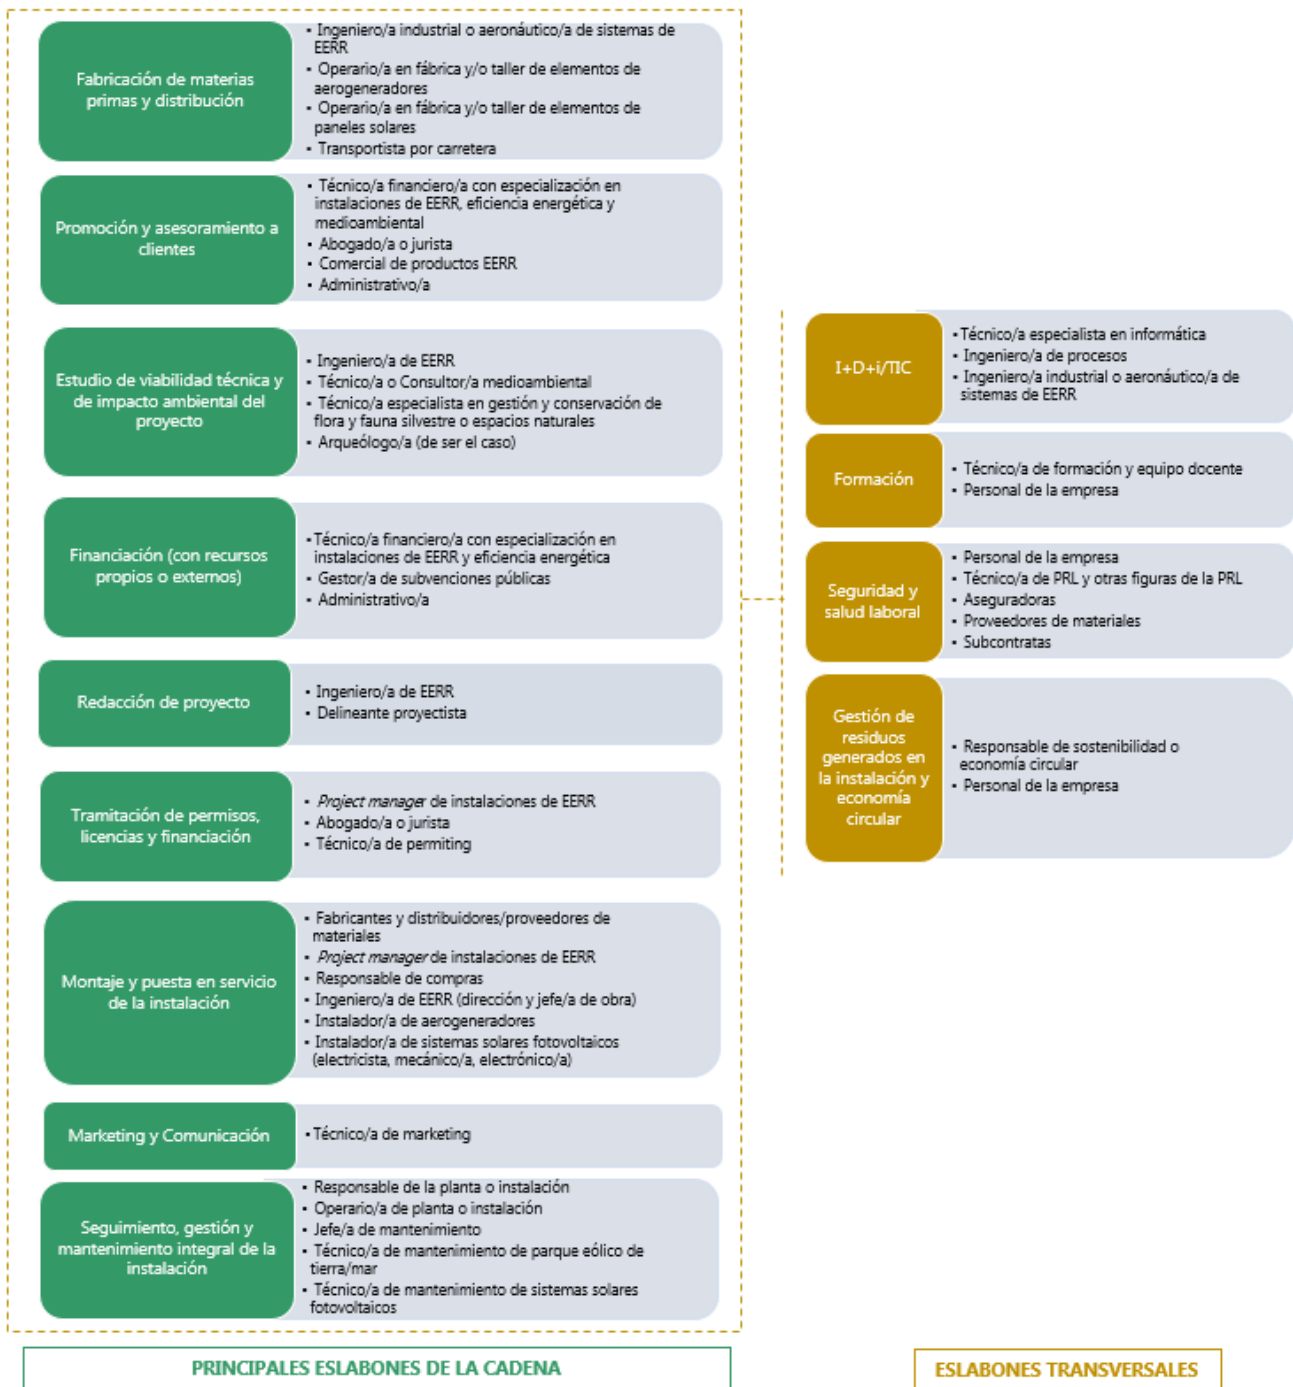 Fabricación de materias
primas y distribución
▪ Ingeniero/a industrial o aeronáutico/a de sistemas de
EERR
▪ Operario/a en fábrica y/o taller de elementos de
aerogeneradores
▪ Operario/a en fábrica y/o taller de elementos de
paneles solares
▪ Transportista por carretera
Promoción y asesoramiento a
clientes
▪ Técnico/a financiero/a con especialización en
instalaciones de EERR, eficiencia energética y
medioambiental
▪ Abogado/a o jurista
▪ Comercial de productos EERR
▪ Administrativo/a
Estudio de viabilidad técnica y
de impacto ambiental del
proyecto
▪ Ingeniero/a de EERR
▪ Técnico/a o Consultor/a medioambiental
▪ Técnico/a especialista en gestión y conservación de
flora y fauna silvestre o espacios naturales
▪ Arqueólogo/a (de ser el caso)
Financiación (con recursos
propios o externos)
▪ Técnico/a financiero/a con especialización en
instalaciones de EERR y eficiencia energética
▪ Gestor/a de subvenciones públicas
▪ Administrativo/a
Redacción de proyecto
▪ Ingeniero/a de EERR
▪ Delineante proyectista
Tramitación de permisos,
licencias y financiación
▪ Project manager de instalaciones de EERR
▪ Abogado/a o jurista
▪ Técnico/a de permiting
Montaje y puesta en servicio
de la instalación
▪ Fabricantes y distribuidores/proveedores de
materiales
▪ Project manager de instalaciones de EERR
▪ Responsable de compras
▪ Ingeniero/a de EERR (dirección y jefe/a de obra)
▪ Instalador/a de aerogeneradores
▪ Instalador/a de sistemas solares fotovoltaicos
(electricista, mecánico/a, electrónico/a)
Marketing y Comunicación
▪ Técnico/a de marketing
Seguimiento, gestión y
mantenimiento integral de la
instalación
▪ Responsable de la planta o instalación
▪ Operario/a de planta o instalación
▪ Jefe/a de mantenimiento
▪ Técnico/a de mantenimiento de parque eólico de
tierra/mar
▪ Técnico/a de mantenimiento de sistemas solares
fotovoltaicos
PRINCIPALES ESLABONES DE LA CADENA
I+D+i/TIC
▪ Técnico/a especialista en informática
▪ Ingeniero/a de procesos
▪ Ingeniero/a industrial o aeronáutico/a de
sistemas de EERR
Formación
▪ Técnico/a de formación y equipo docente
▪ Personal de la empresa
Seguridad y
salud laboral
▪ Personal de la empresa
▪ Técnico/a de PRL y otras figuras de la PRL
▪ Aseguradoras
▪ Proveedores de materiales
▪ Subcontratas
Gestión de
residuos
generados en
la instalación y
economía
circular
▪ Responsable de sostenibilidad o
economía circular
▪ Personal de la empresa
ESLABONES TRANSVERSALES